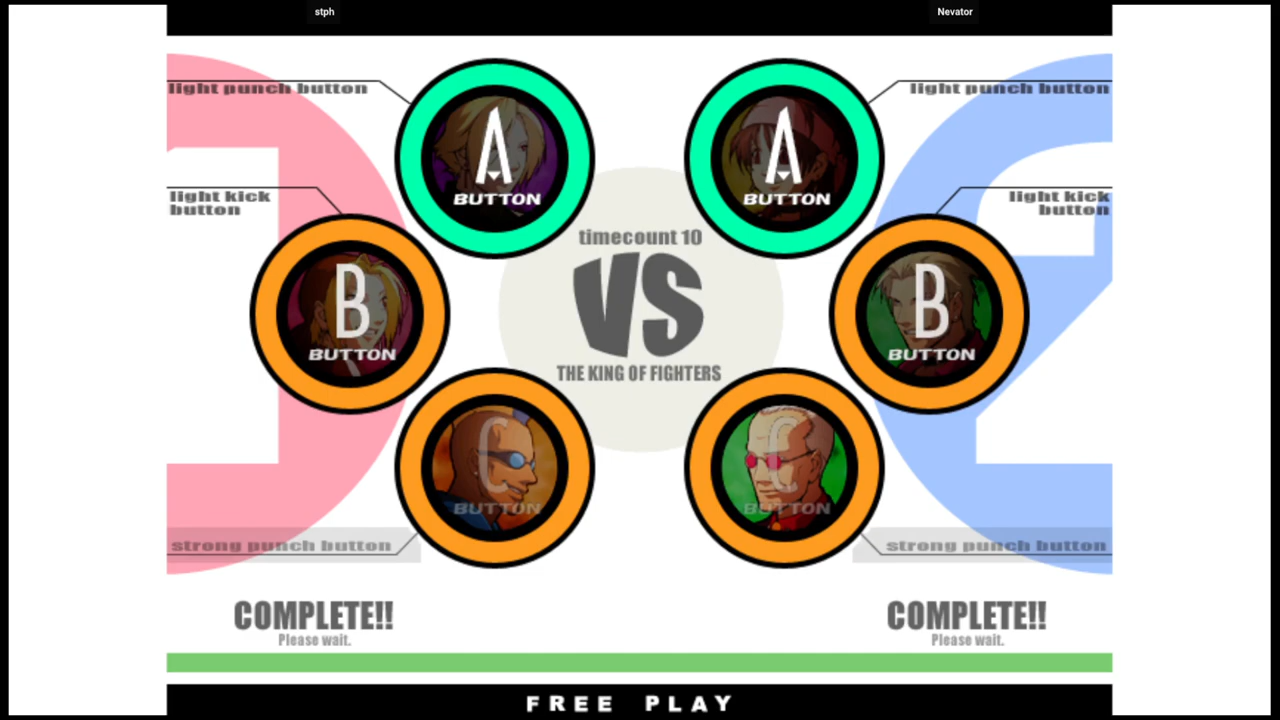 stph
Nevator
light punch button
light punch button
A
BUTTON
A
BUTTON
light kick
button
light kick
button
timecount 10
VS
THE KING OF FIGHTERS
B
BUTTON
B
BUTTON
C
BUTTON
C
BUTTON
strong punch button
strong punch button
COMPLETE!!
Please wait.
COMPLETE!!
Please wait.
FREE PLAY